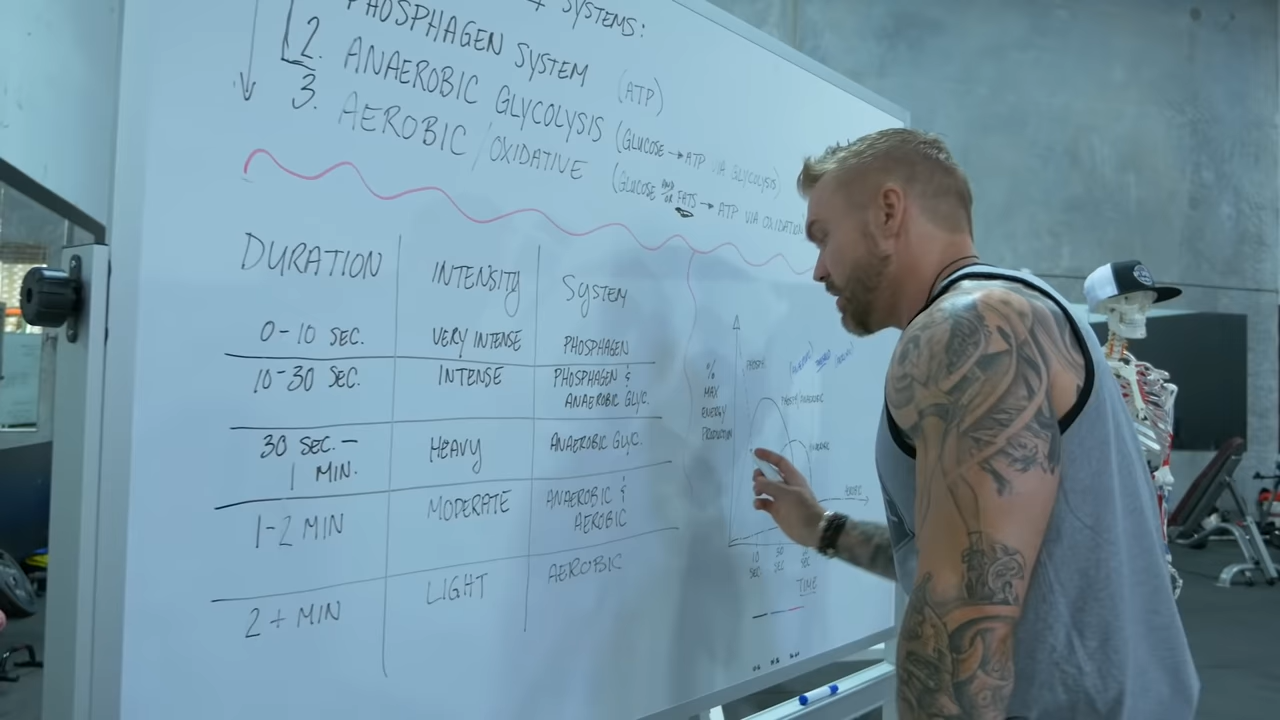 SYSTEMS:
PHOSPHAGEN SYSTEM (ATP)
2. ANAEROBIC GLYCOLYSIS (GLUCOSE → ATP VIA GLYCOLYSIS)
3. AEROBIC / OXIDATIVE (GLUCOSE AND OR FATS → ATP VIA OXIDATION
DURATION INTENSITY SYSTEM
0-10 SEC. VERY INTENSE PHOSPHAGEN
10-30 SEC. INTENSE PHOSPHAGEN &
ANAEROBIC GLYC.
30 SEC. – HEAVY ANAEROBIC GLYC.
1 MIN.
1-2 MIN MODERATE ANAEROBIC &
AEROBIC
2 + MIN LIGHT AEROBIC
%
MAX
ENERGY
PRODUCTION
10 30
SEC. SEC SEC
TIME